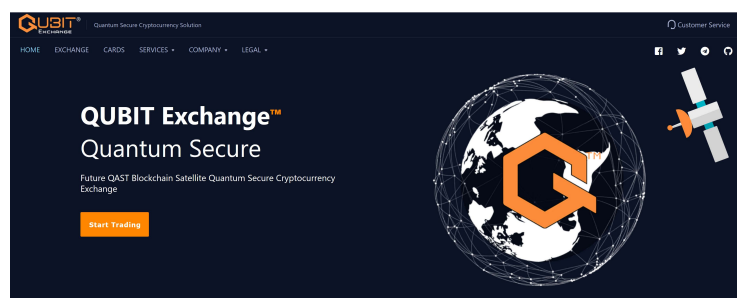 QUBIT®
EXCHANGE
Quantum Secure Cryptocurrency Solution
Customer Service
HOME EXCHANGE CARDS SERVICES COMPANY LEGAL
QUBIT Exchange™
Quantum Secure
Future QAST Blockchain Satellite Quantum Secure Cryptocurrency
Exchange
Start Trading
TM